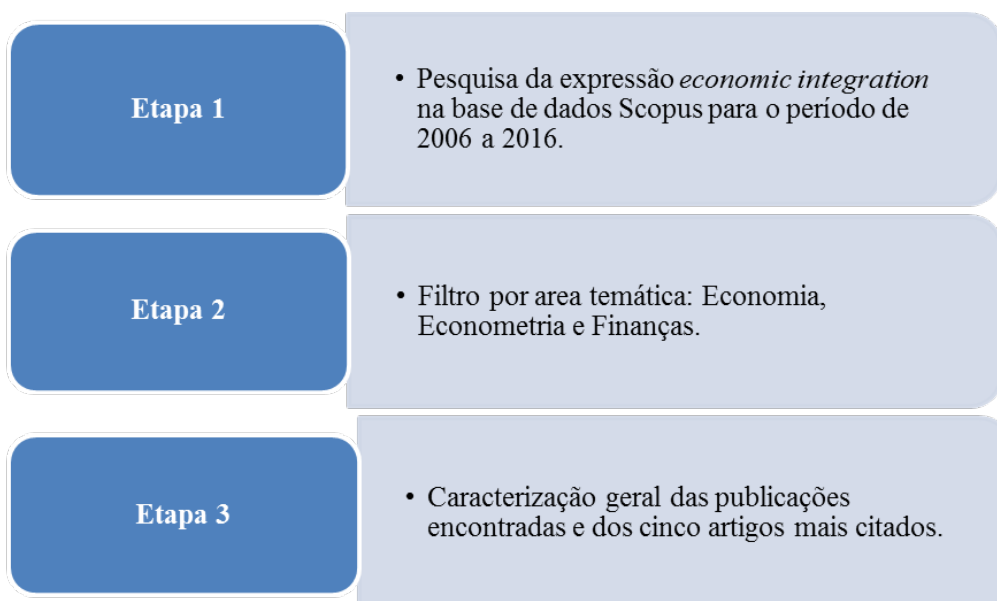 Etapa 1
• Pesquisa da expressão economic integration
na base de dados Scopus para o período de
2006 a 2016.
Etapa 2
• Filtro por area temática: Economia,
Econometria e Finanças.
Etapa 3
• Caracterização geral das publicações
encontradas e dos cinco artigos mais citados.